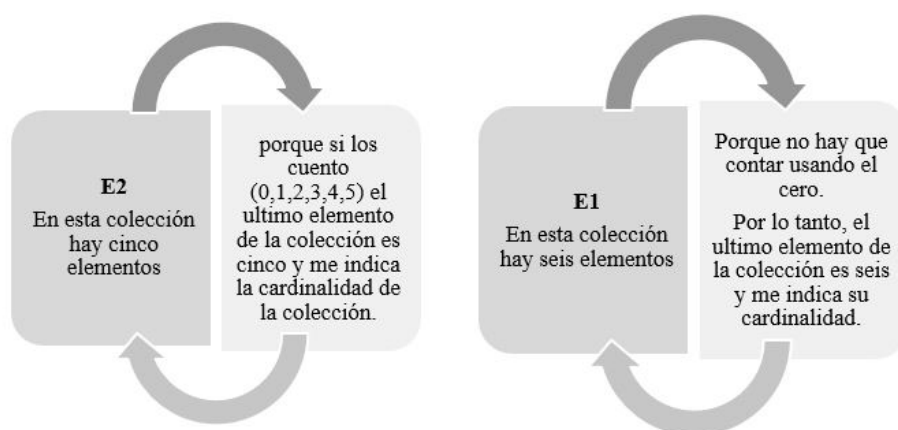 E2
En esta colección
hay cinco
elementos
porque si los
cuento
(0,1,2,3,4,5) el
ultimo elemento
de la colección es
cinco y me indica
la cardinalidad de
la colección.
E1
En esta colección
hay seis elementos
Porque no hay que
contar usando el
cero.
Por lo tanto, el
ultimo elemento de
la colección es seis
y me indica su
cardinalidad.